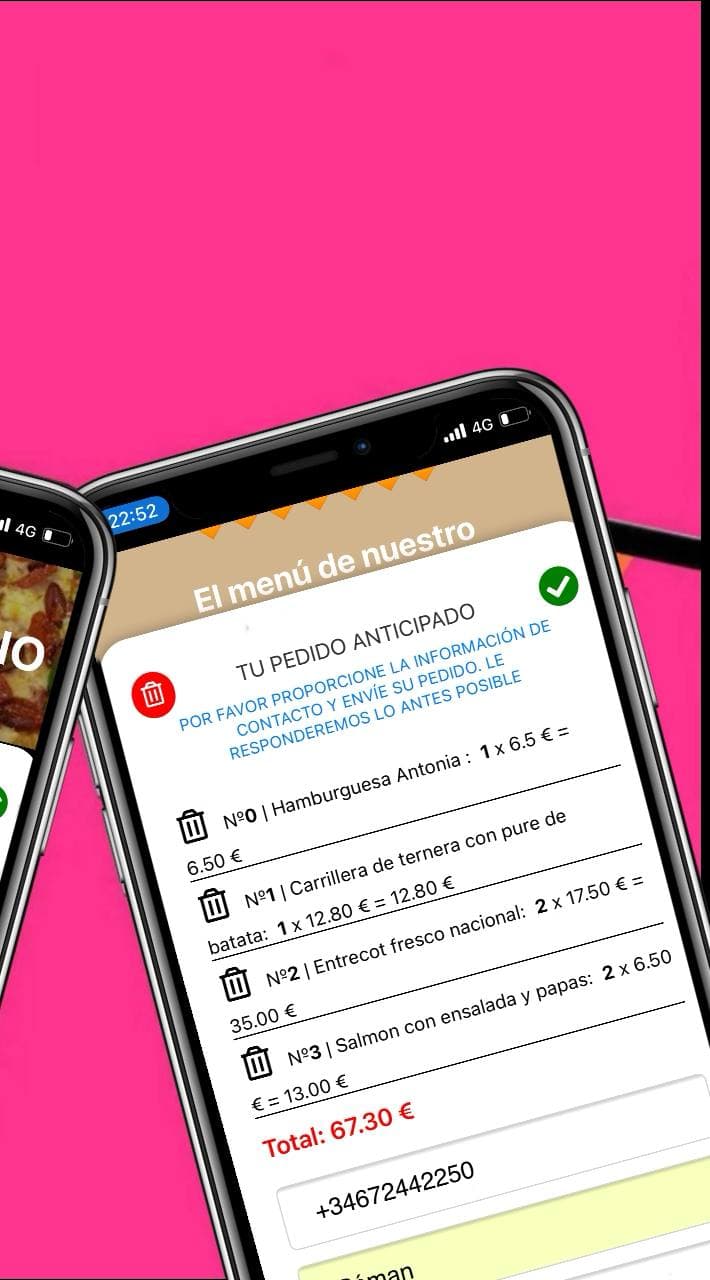 4G
22:52
4G
El menú de nuestro
TU PEDIDO ANTICIPADO
POR FAVOR PROPORCIONE LA INFORMACIÓN DE
CONTACTO Y ENVÍE SU PEDIDO. LE
RESPONDEREMOS LO ANTES POSIBLE
Nº0 | Hamburguesa Antonia : 1 x 6.5 € =
6.50 €
Nº1 | Carrillera de ternera con pure de
batata: 1 x 12.80 € = 12.80 €
Nº2 | Entrecot fresco nacional: 2 x 17.50 € =
35.00 €
Nº3 | Salmon con ensalada y papas: 2 x 6.50
€ = 13.00 €
Total: 67.30 €
+34672442250